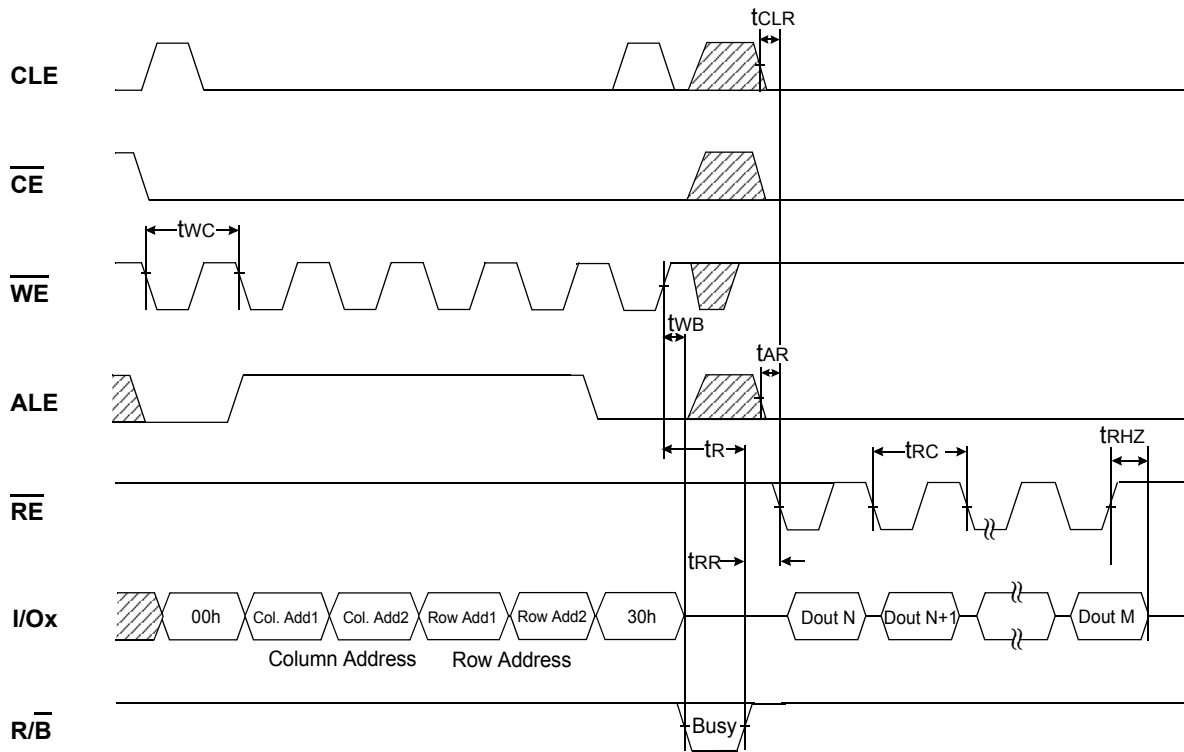 tCLR
CLE
CE
tWC
WE
tWB
tAR
ALE
tR
tRC
tRHZ
RE
tRR
I/Ox
00h
Col. Add1
Col. Add2
Row Add1
Row Add2
30h
Dout N
Dout N+1
Dout M
Column Address
Row Address
R/B
Busy